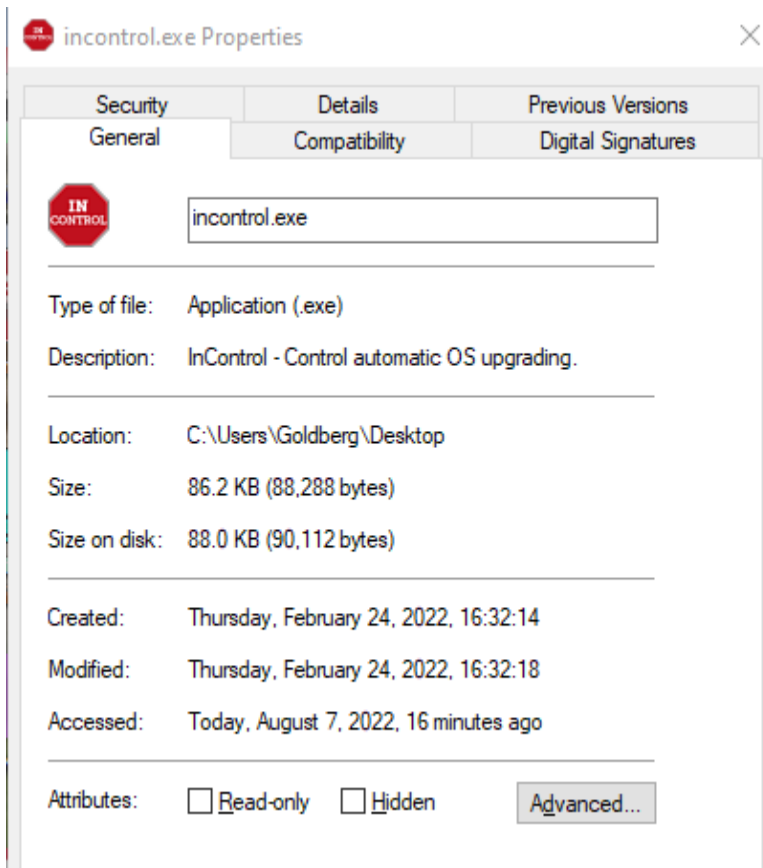 incontrol.exe Properties
Security Details Previous Versions
General Compatibility Digital Signatures
IN
CONTROL
incontrol.exe
Type of file: Application (.exe)
Description: InControl - Control automatic OS upgrading.
Location: C:\Users\Goldberg\Desktop
Size: 86.2 KB (88,288 bytes)
Size on disk: 88.0 KB (90,112 bytes)
Created: Thursday, February 24, 2022, 16:32:14
Modified: Thursday, February 24, 2022, 16:32:18
Accessed: Today, August 7, 2022, 16 minutes ago
Attributes: Read-only Hidden Advanced...